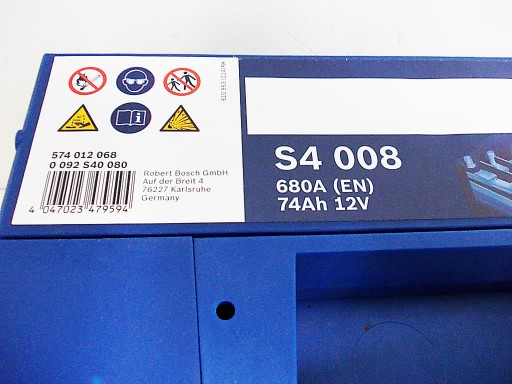 574 012 068
0 092 S40 080
4 047023 479594
Robert Bosch GmbH
Auf der Breit 4
76227 Karlsruhe
Germany
S4 008
680A (EN)
74Ah 12V